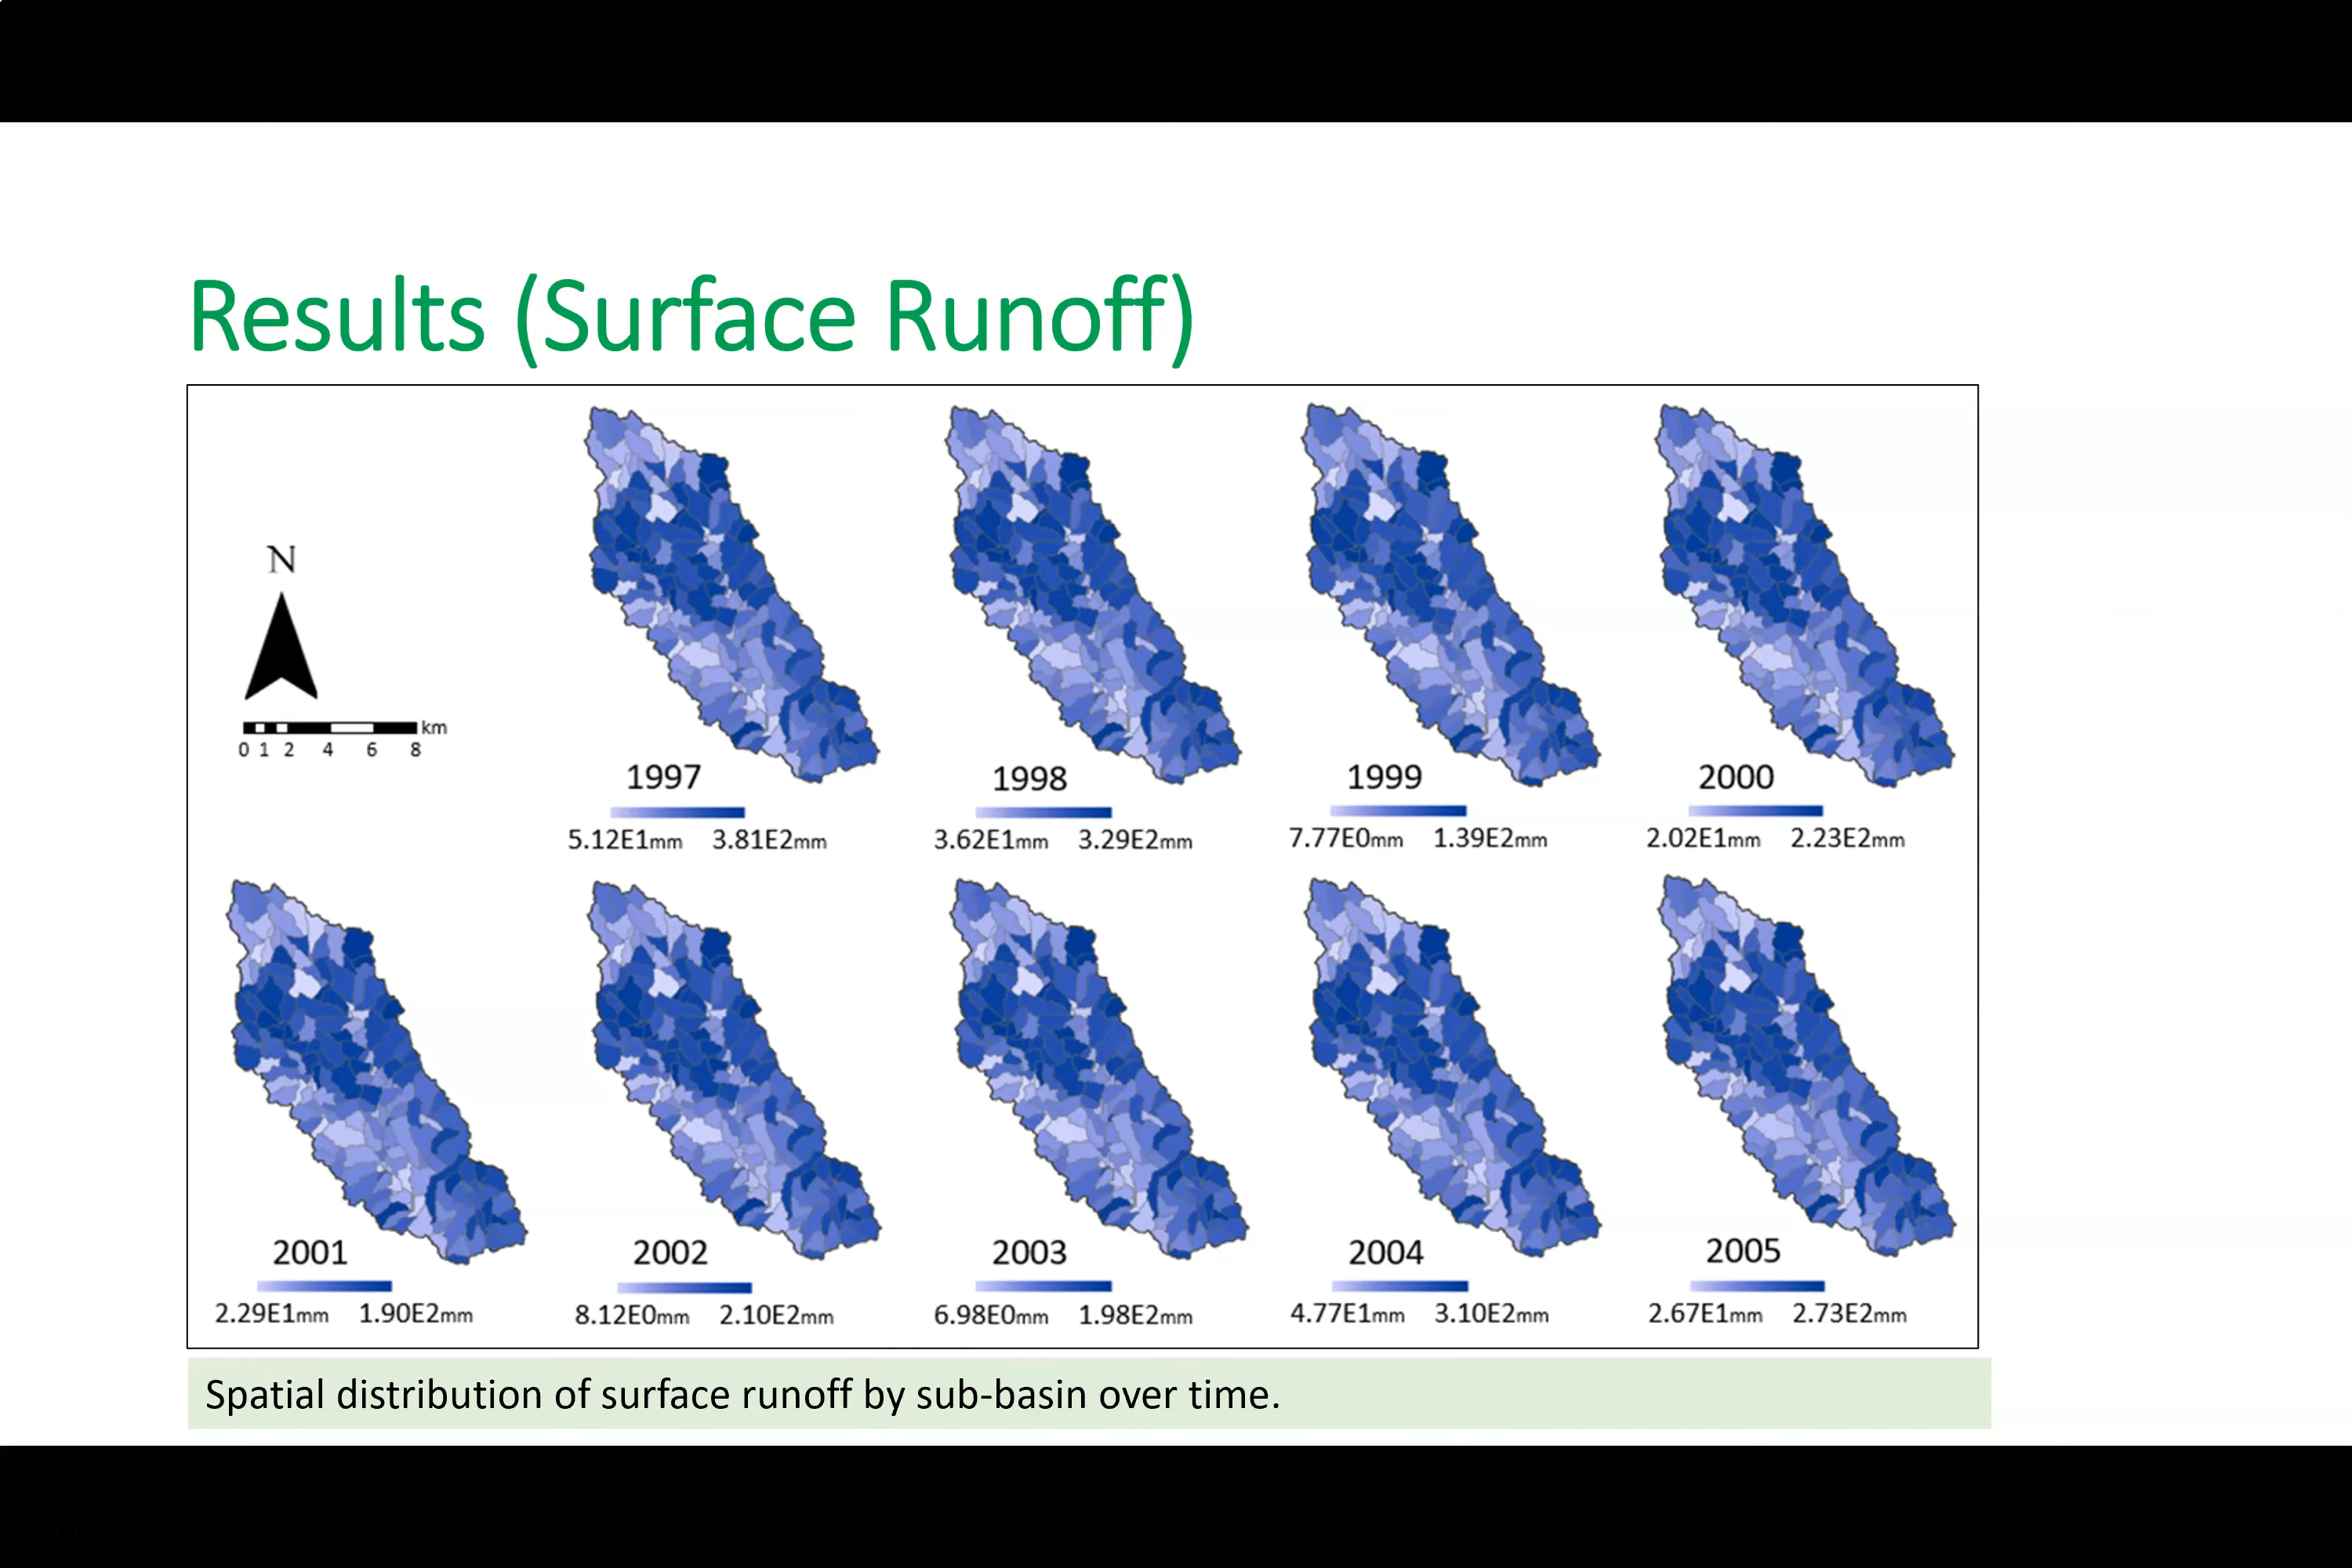 Results (Surface Runoff)
N
km
0 1 2 4 6 8
1997
5.12E1mm 3.81E2mm
1998
3.62E1mm 3.29E2mm
1999
7.77E0mm 1.39E2mm
2000
2.02E1mm 2.23E2mm
2001
2.29E1mm 1.90E2mm
2002
8.12E0mm 2.10E2mm
2003
6.98E0mm 1.98E2mm
2004
4.77E1mm 3.10E2mm
2005
2.67E1mm 2.73E2mm
Spatial distribution of surface runoff by sub-basin over time.